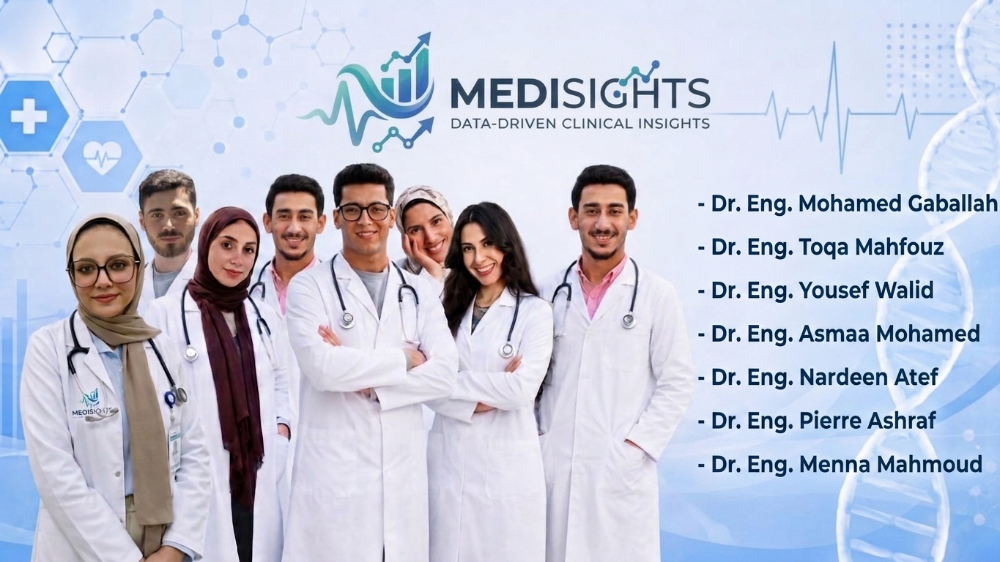 MEDISIGHTS
DATA-DRIVEN CLINICAL INSIGHTS
- Dr. Eng. Mohamed Gaballah
- Dr. Eng. Toqa Mahfouz
- Dr. Eng. Yousef Walid
- Dr. Eng. Asmaa Mohamed
- Dr. Eng. Nardeen Atef
- Dr. Eng. Pierre Ashraf
- Dr. Eng. Menna Mahmoud